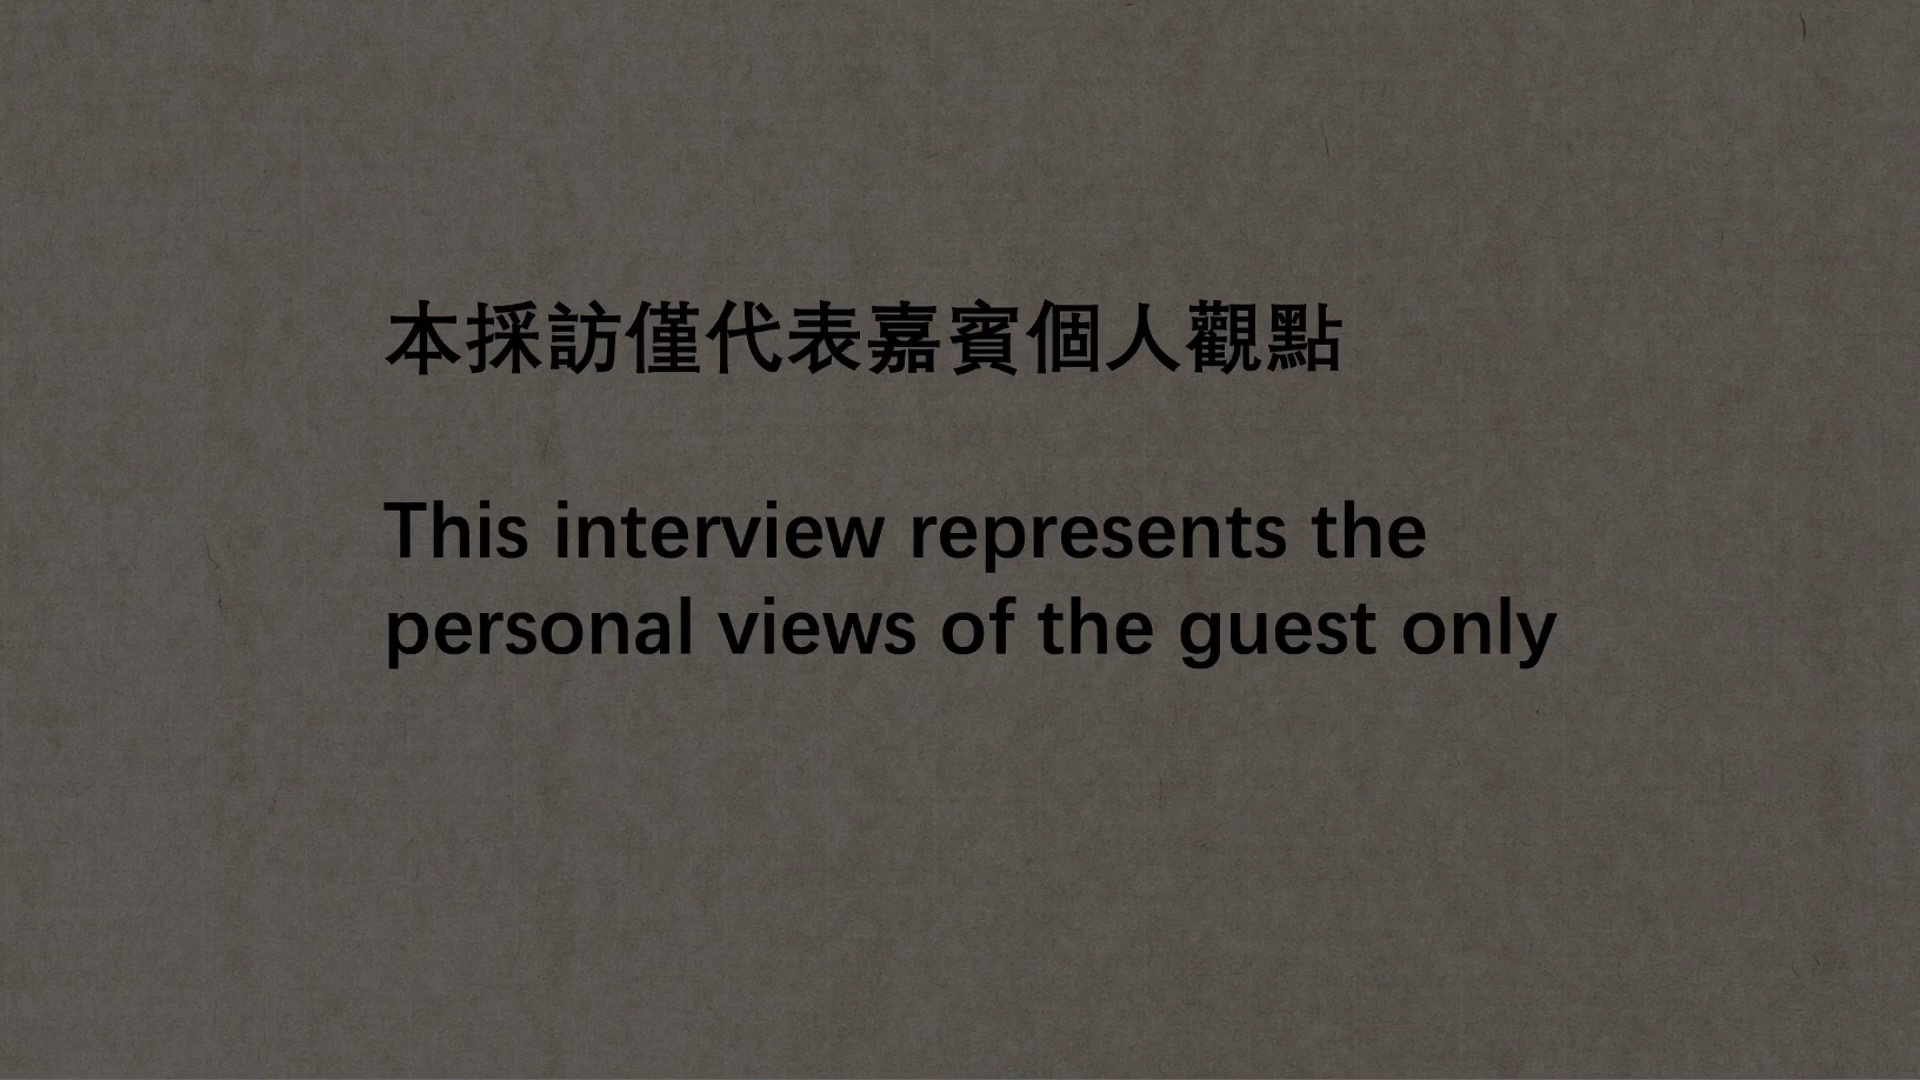 本採訪僅代表嘉賓個人觀點
This interview represents the
personal views of the guest only